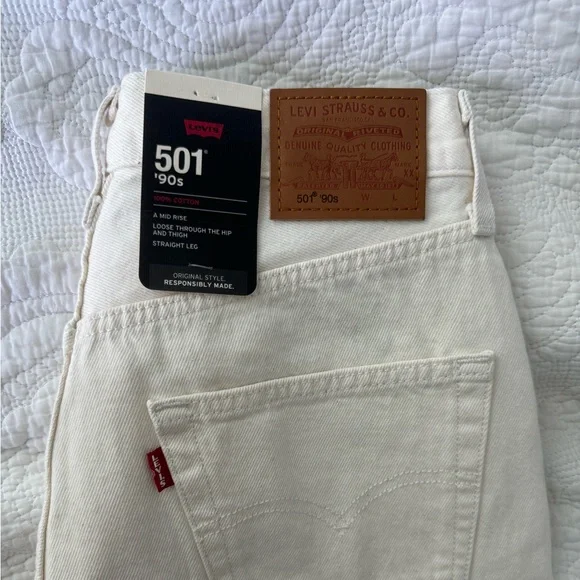 Levi's
501®
'90s
100% COTTON
A MID RISE
LOOSE THROUGH THE HIP
AND THIGH
STRAIGHT LEG
ORIGINAL STYLE.
RESPONSIBLY MADE.
LEVI STRAUSS & CO.
ORIGINAL RIVETED
GENUINE QUALITY CLOTHING
XX
501® '90s W L
LEVI'S